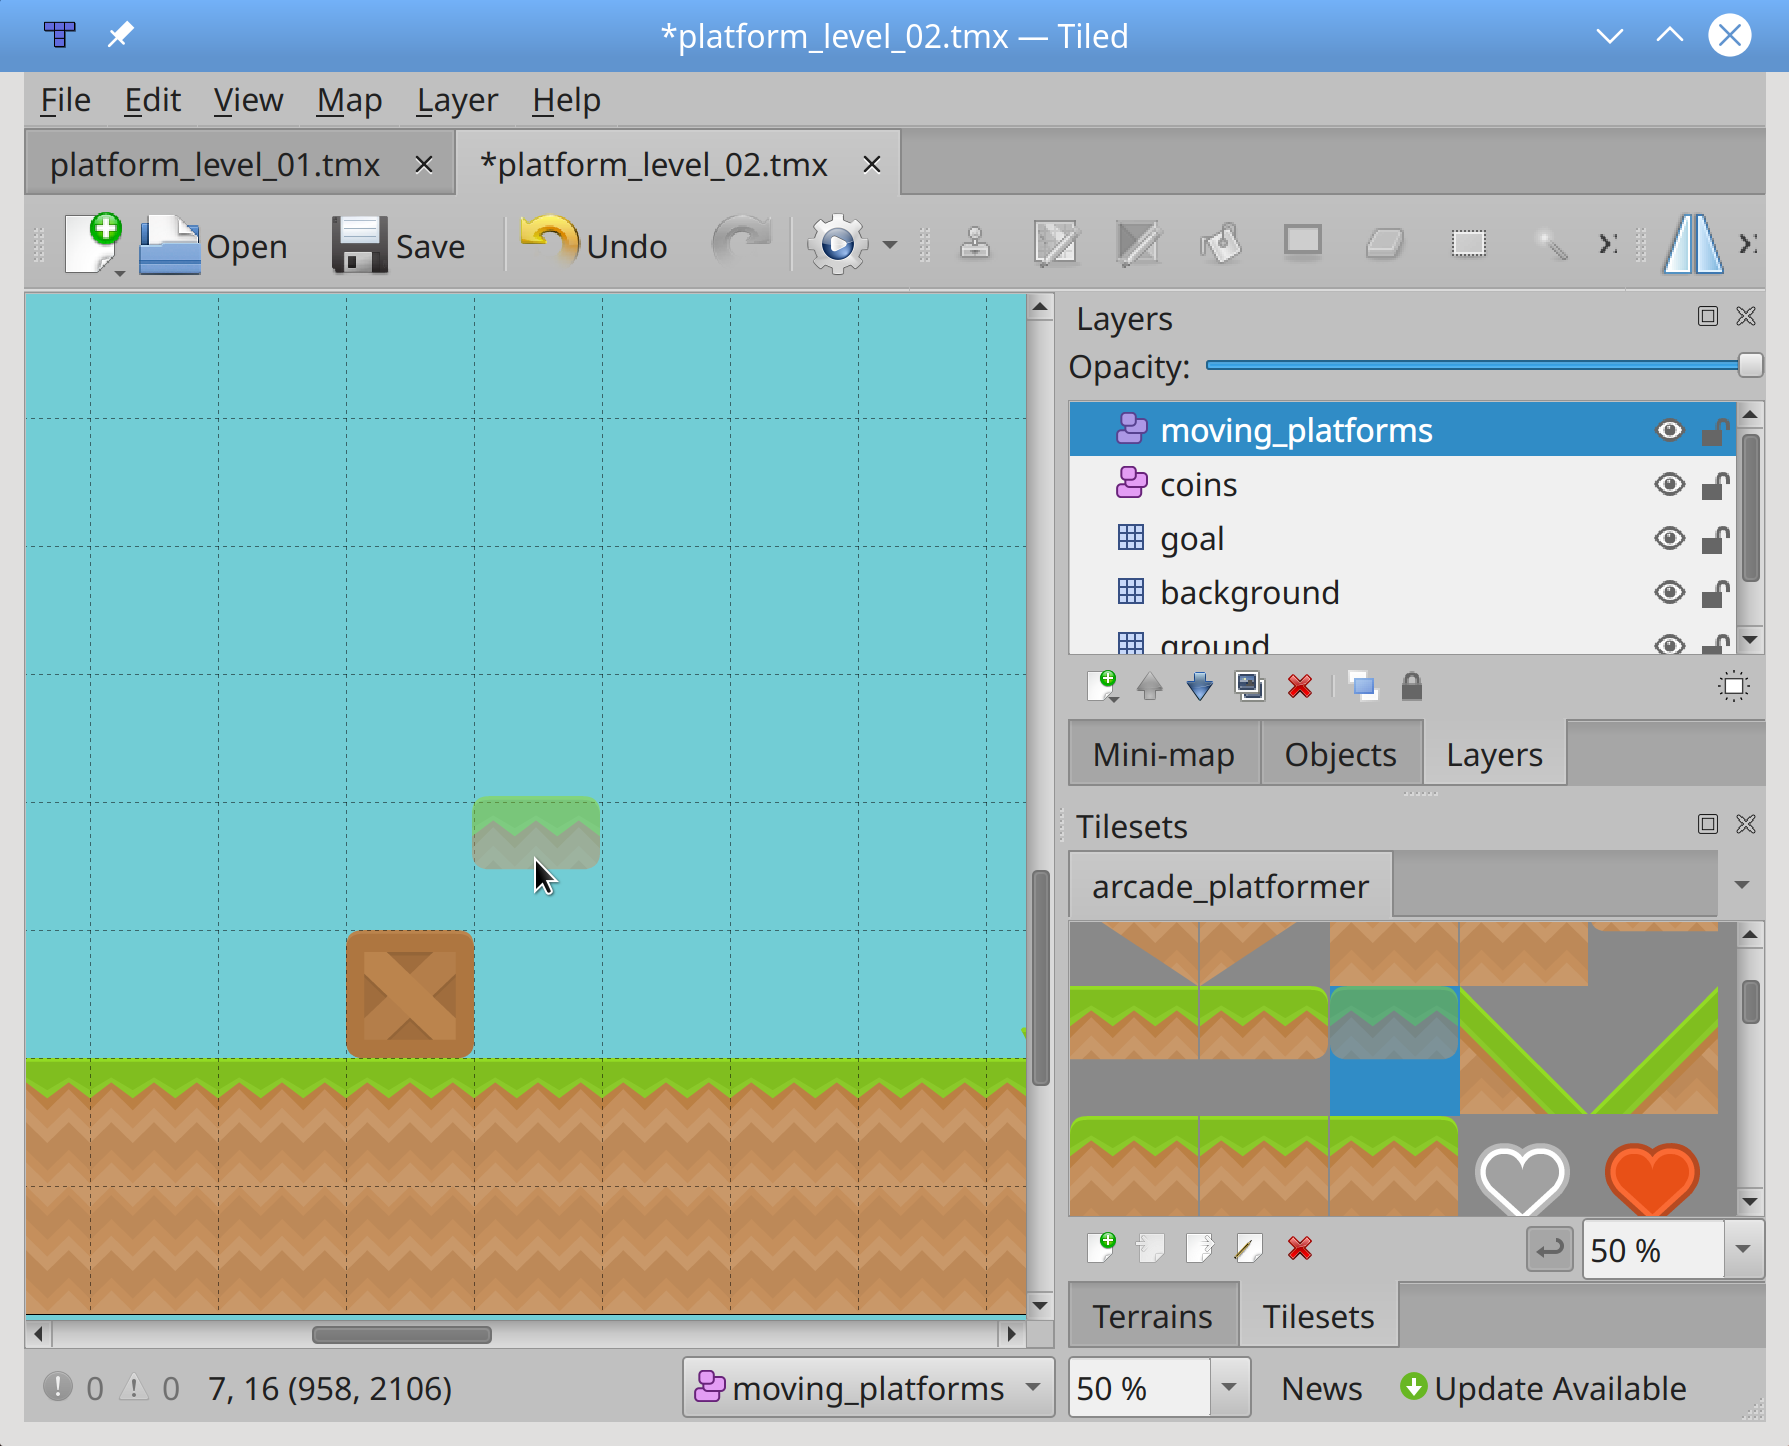 *platform_level_02.tmx — Tiled
File Edit View Map Layer Help
platform_level_01.tmx *platform_level_02.tmx
Open Save Undo
Layers
Opacity:
moving_platforms
coins
goal
background
ground
Mini-map Objects Layers
Tilesets
arcade_platformer
50 %
Terrains Tilesets
0 0 7, 16 (958, 2106) moving_platforms 50 % News Update Available